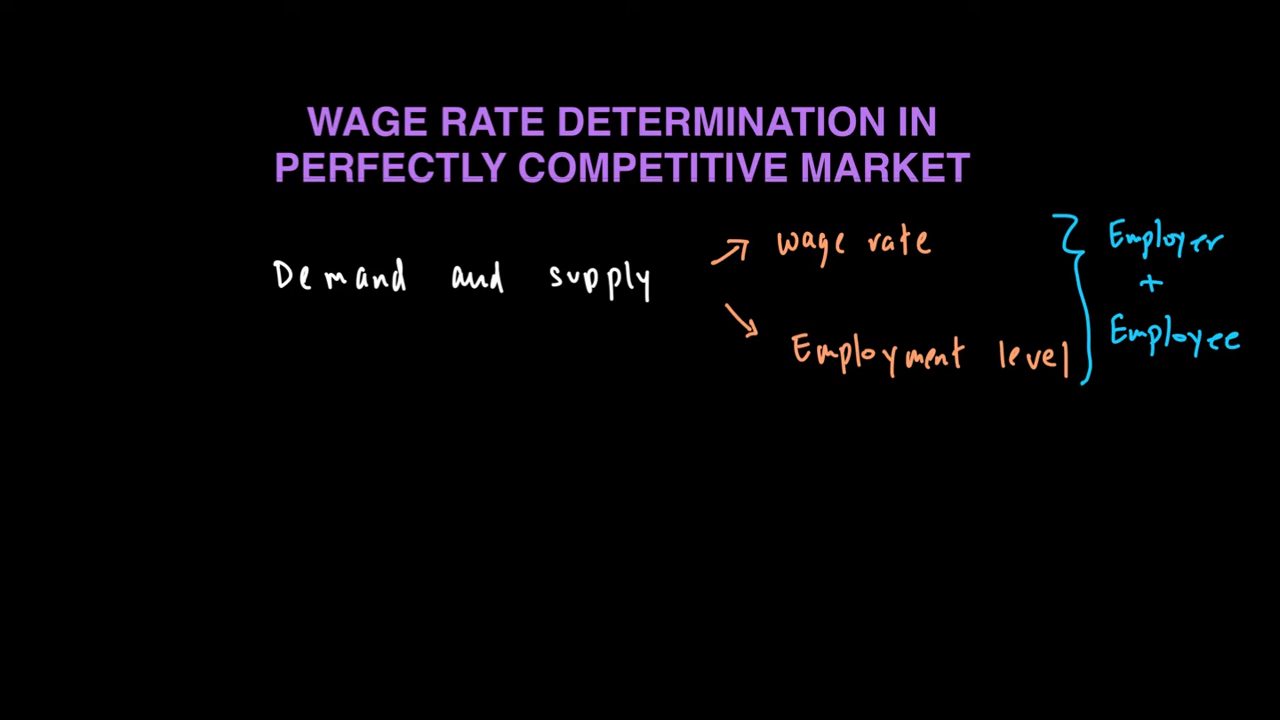 WAGE RATE DETERMINATION IN
PERFECTLY COMPETITIVE MARKET
Demand and supply
wage rate
Employment level
Employer
+
Employee